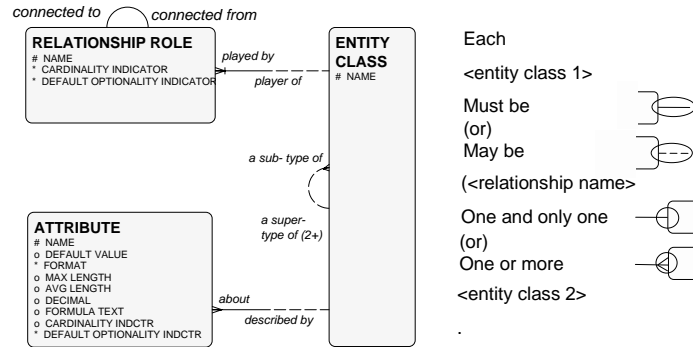 connected to
connected from
RELATIONSHIP ROLE
# NAME
* CARDINALITY INDICATOR
* DEFAULT OPTIONALITY INDICATOR
played by
player of
ENTITY
CLASS
# NAME
a sub- type of
a super-
type of (2+)
ATTRIBUTE
# NAME
o DEFAULT VALUE
* FORMAT
o MAX LENGTH
o AVG LENGTH
o DECIMAL
o FORMULA TEXT
o CARDINALITY INDCTR
* DEFAULT OPTIONALITY INDCTR
about
described by
Each
<entity class 1>
Must be
(or)
May be
(<relationship name>
One and only one
(or)
One or more
<entity class 2>
.